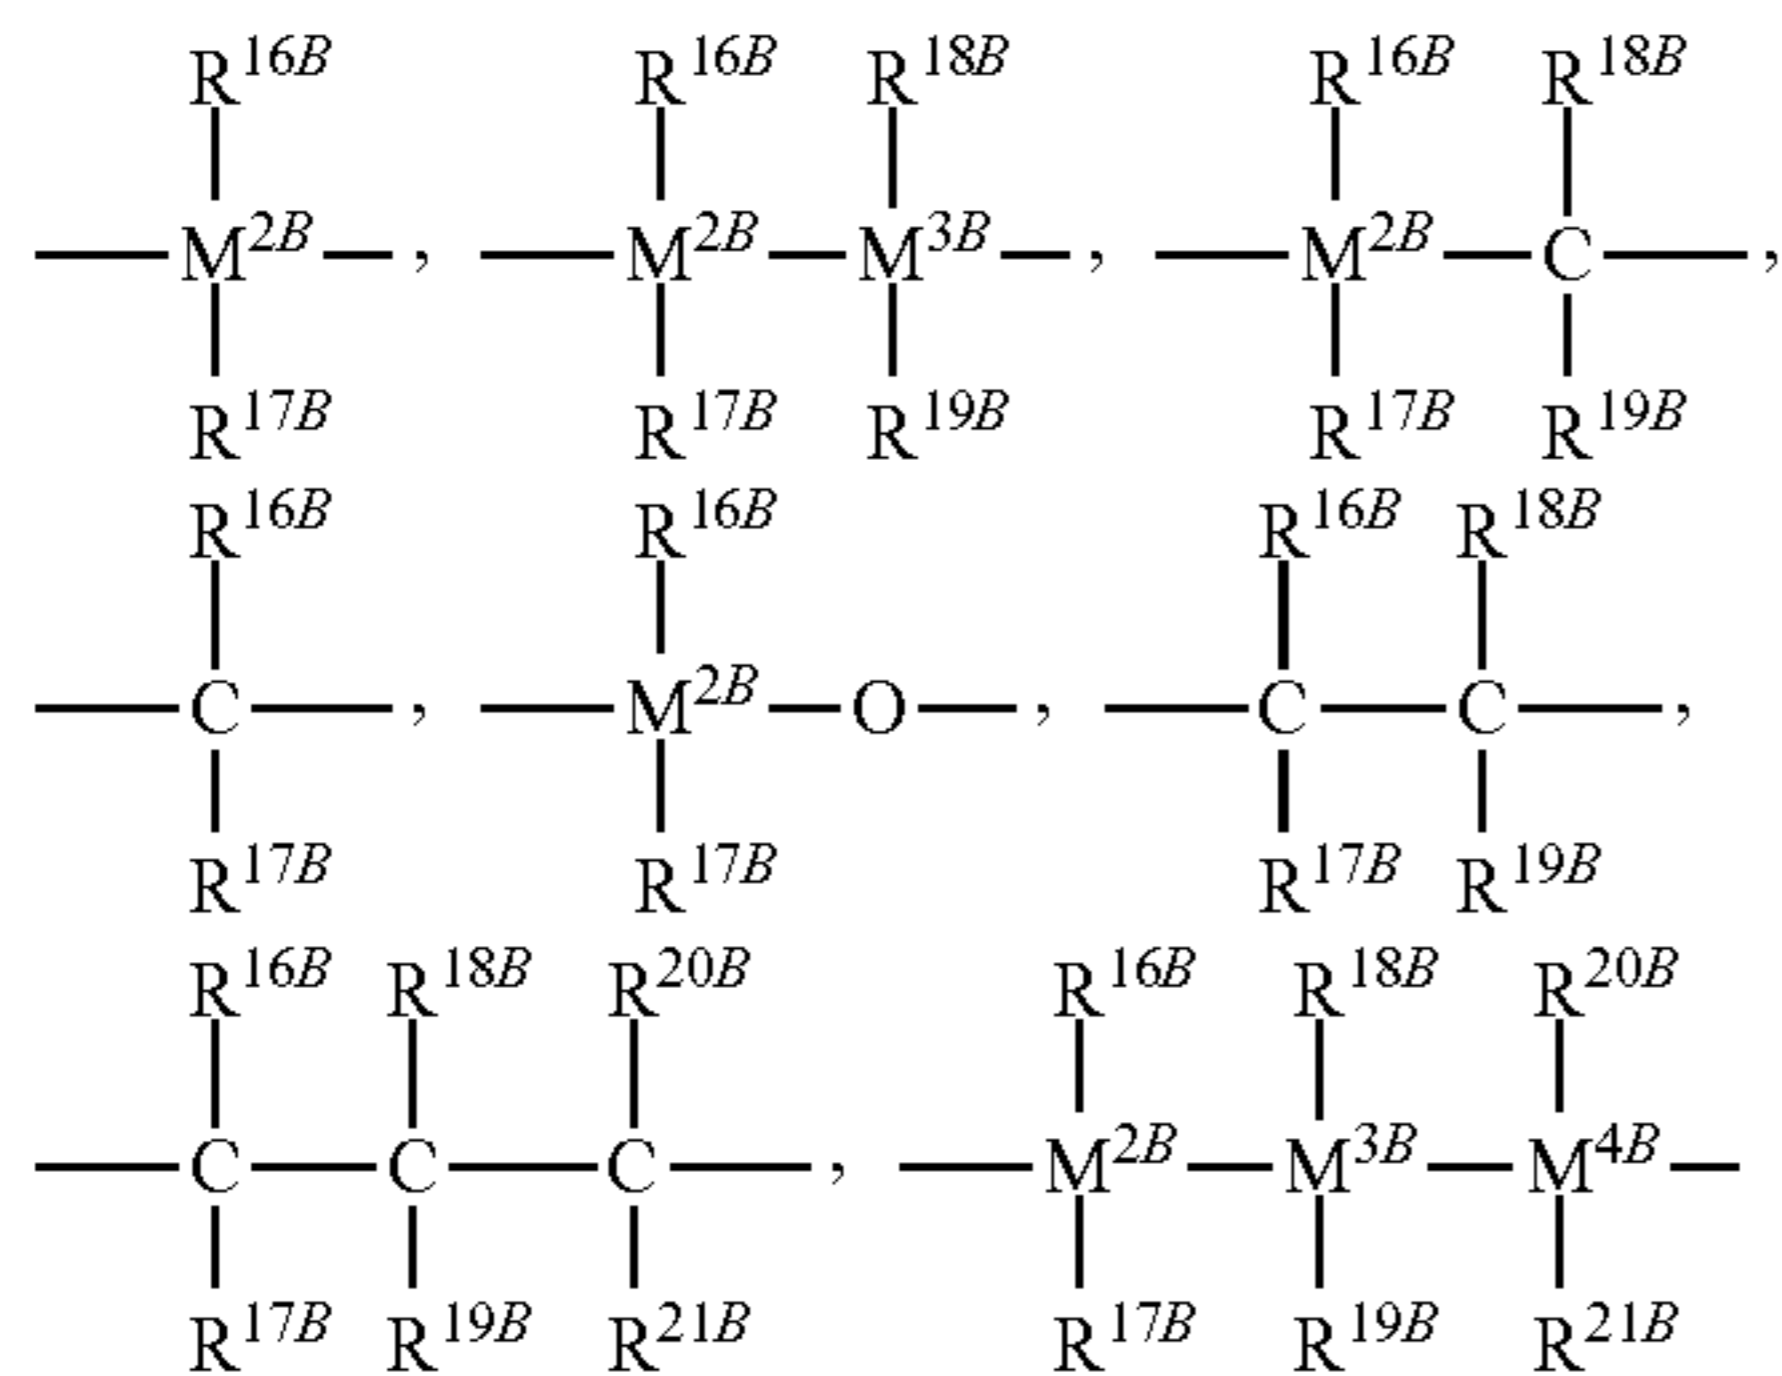 R16B R16B R18B R16B R18B
M2B , M2B M3B , M2B C ,
R17B R17B R19B R17B R19B
R16B R16B R16B R18B
C , M2B O , C C ,
R17B R17B R17B R19B
R16B R18B R20B R16B R18B R20B
C C C , M2B M3B M4B
R17B R19B R21B R17B R19B R21B